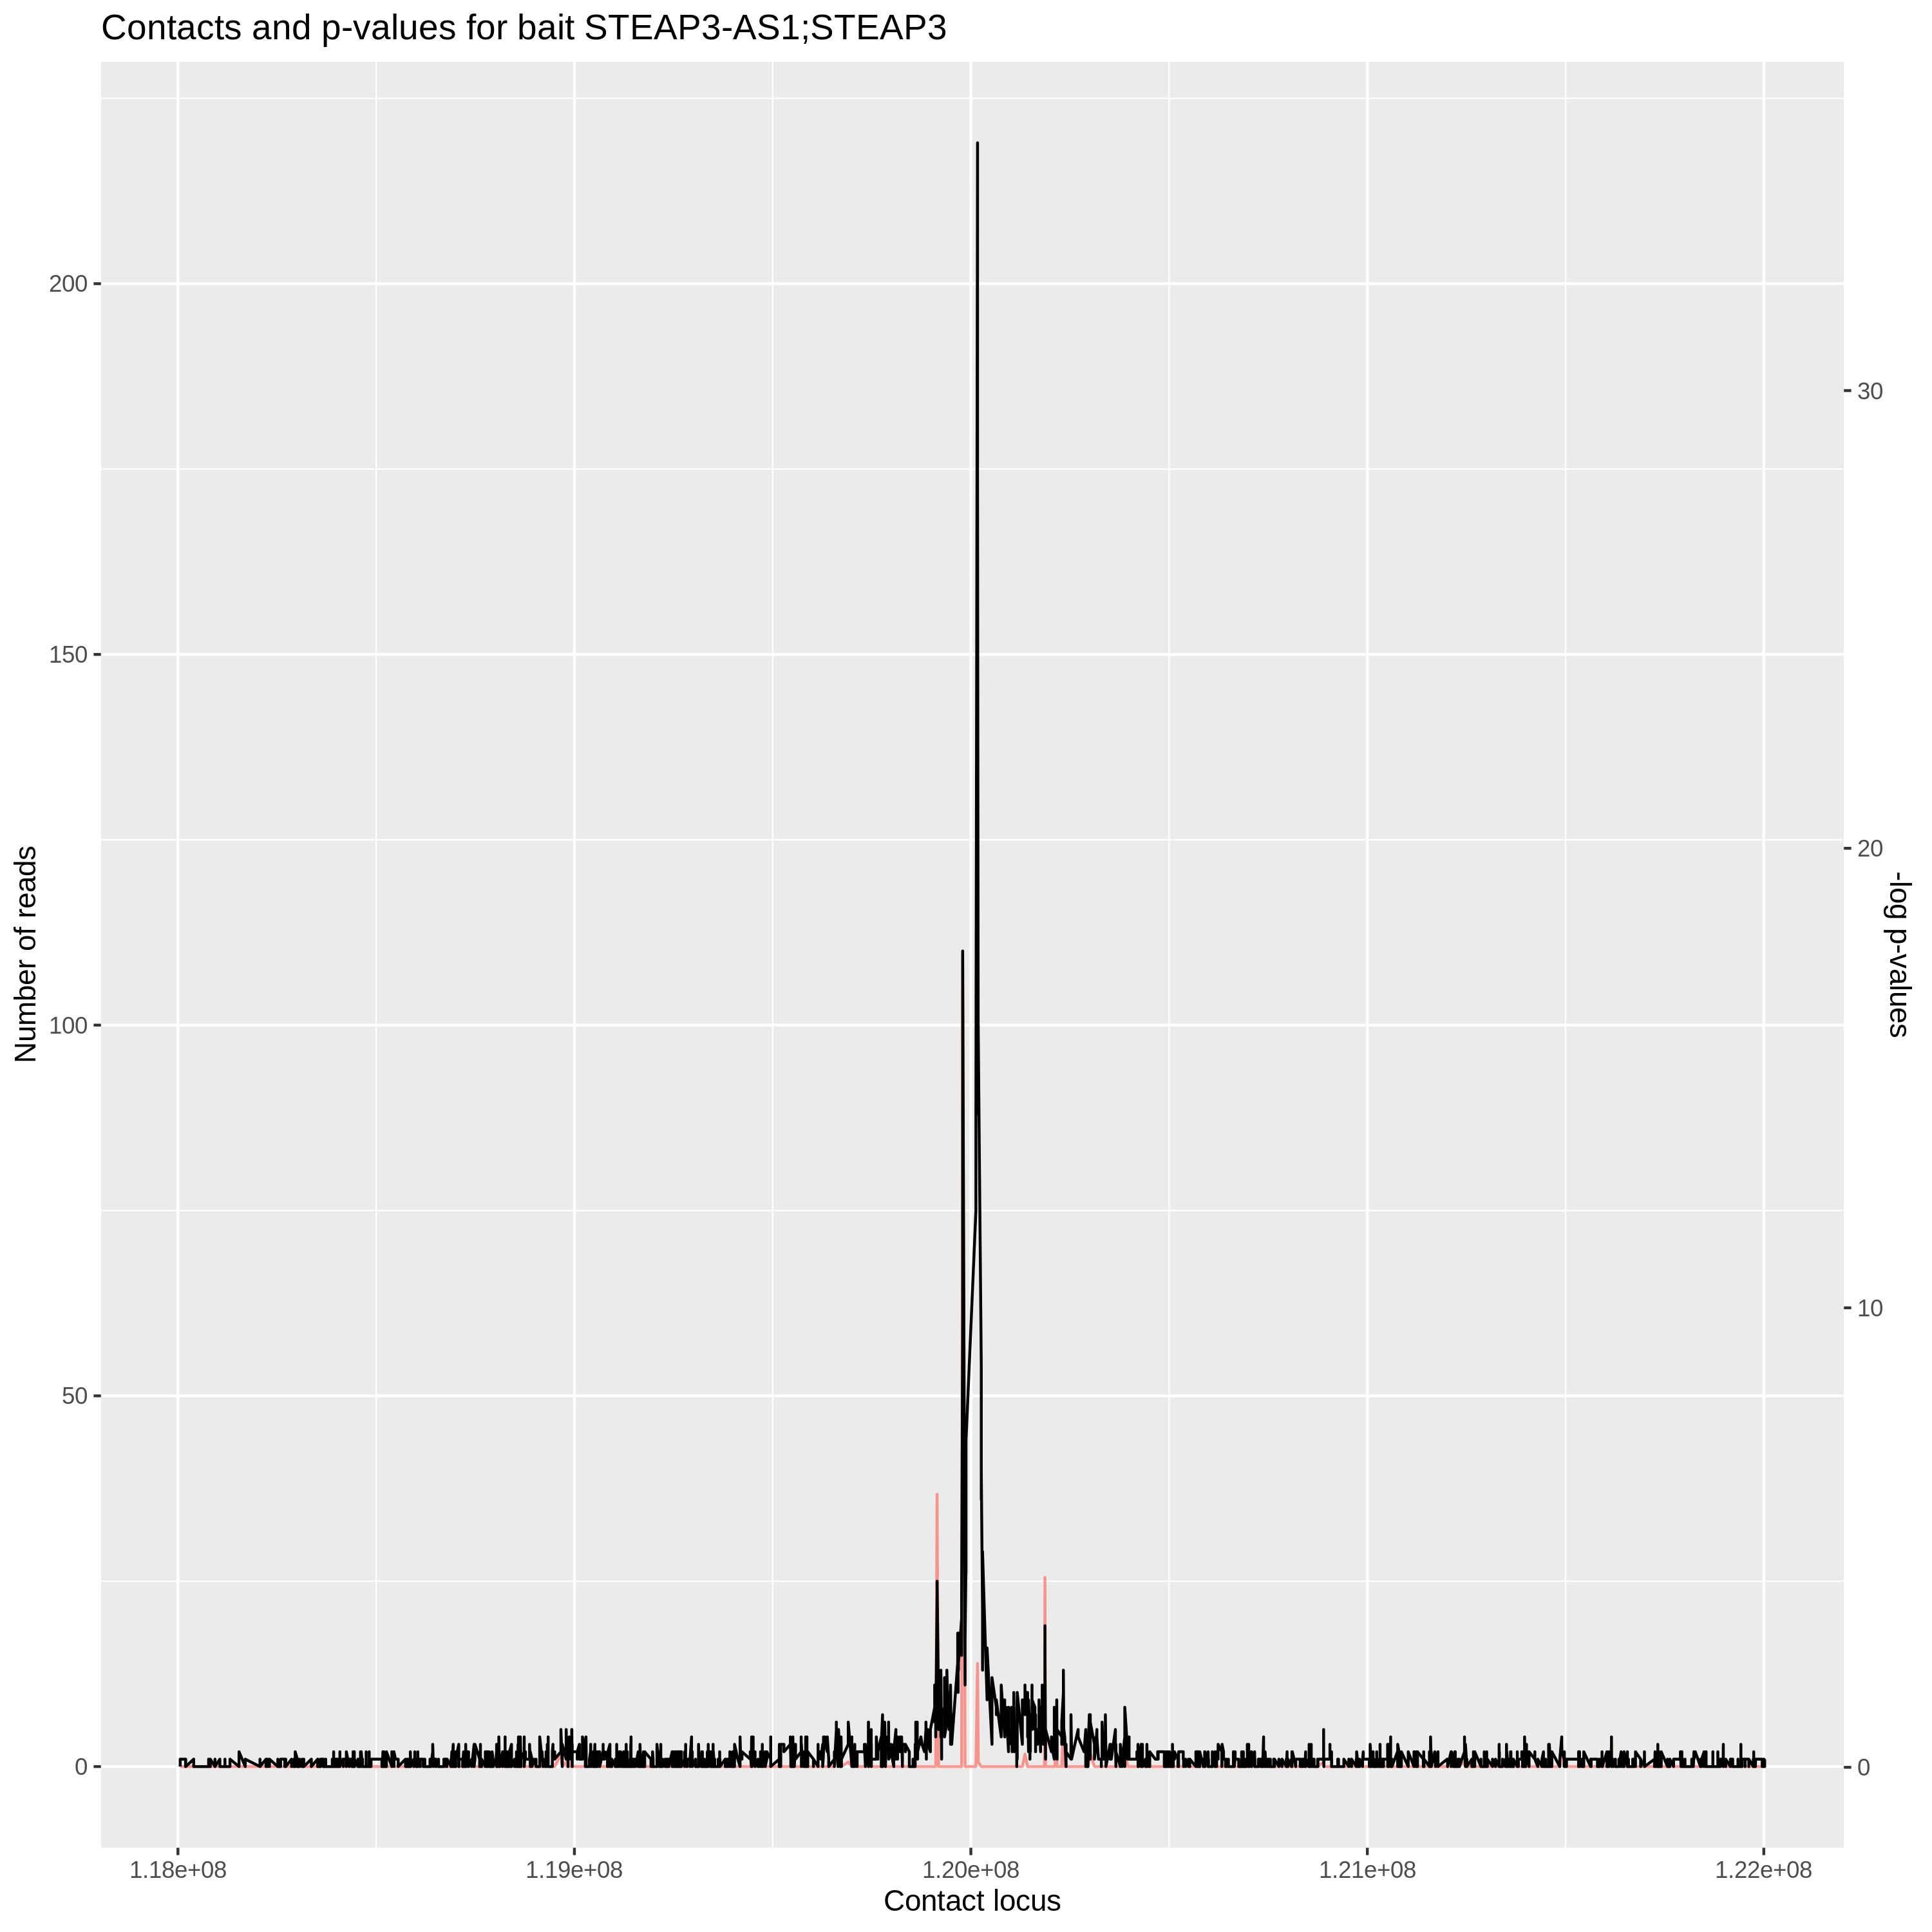 Contacts and p-values for bait STEAP3-AS1;STEAP3
200
150
100
50
0
Number of reads
30
20
10
0
-log p-values
1.18e+08 1.19e+08 1.20e+08 1.21e+08 1.22e+08
Contact locus